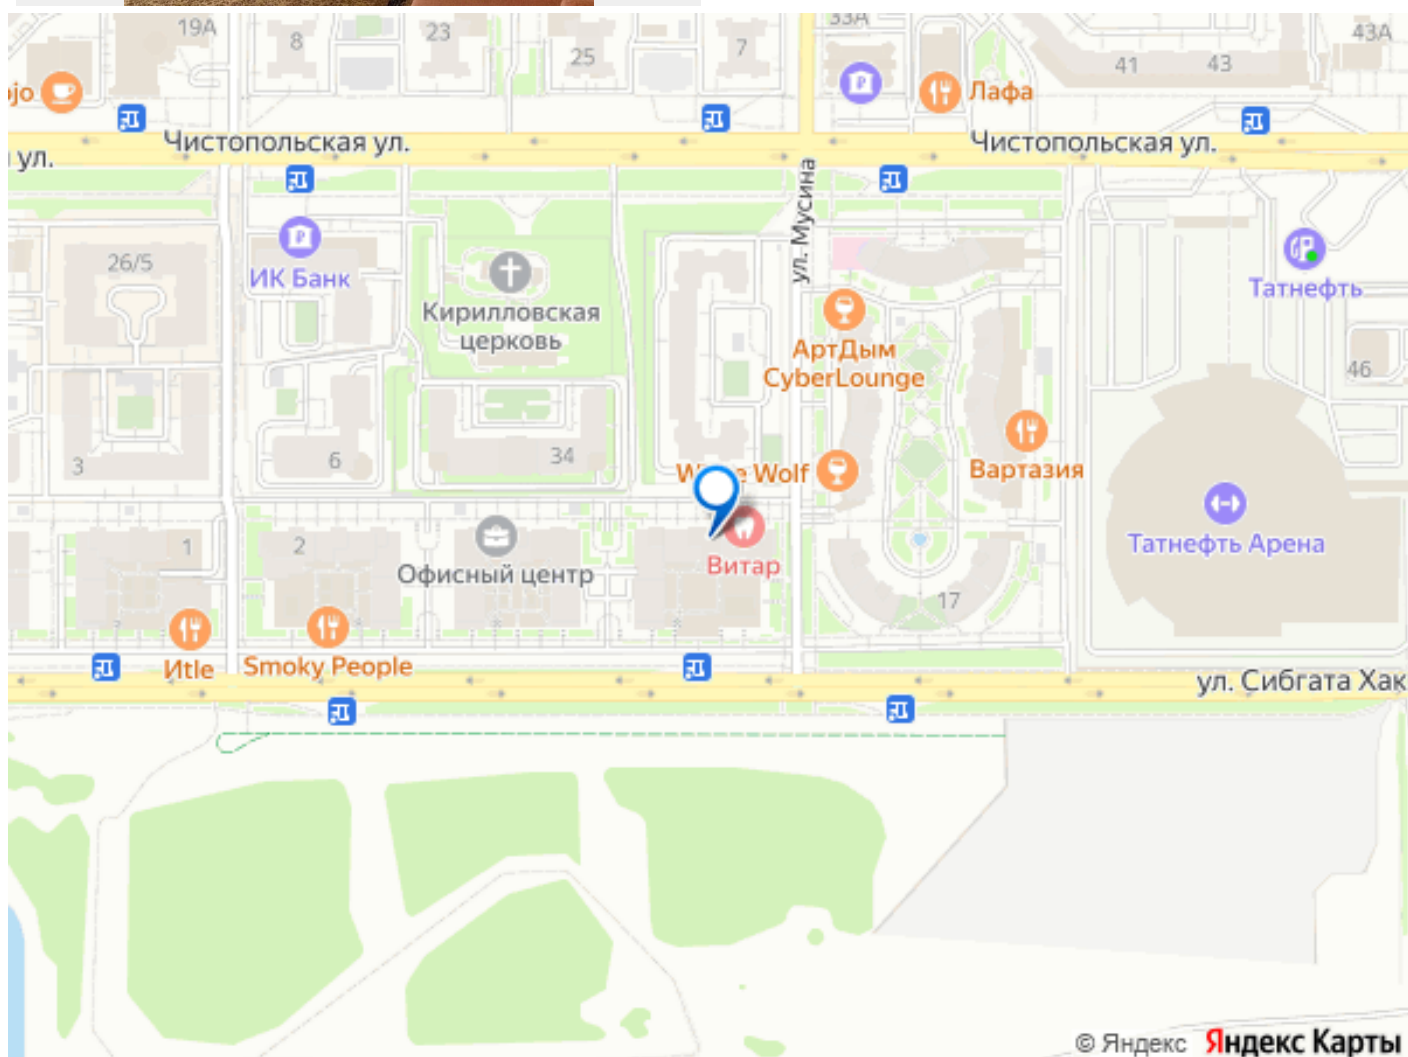 19А
8
23
25
7
33А
41
43
43А
ojo
Лафа
Чистопольская ул.
Чистопольская ул.
ул.
ул. Мусина
26/5
ИК Банк
Кирилловская
церковь
Татнефть
АртДым
CyberLounge
46
3
6
34
Wolf
Вартазия
1
2
Офисный центр
Витар
Татнефть Арена
17
Иtle
Smoky People
ул. Сибгата Хак
© Яндекс Яндекс Карты